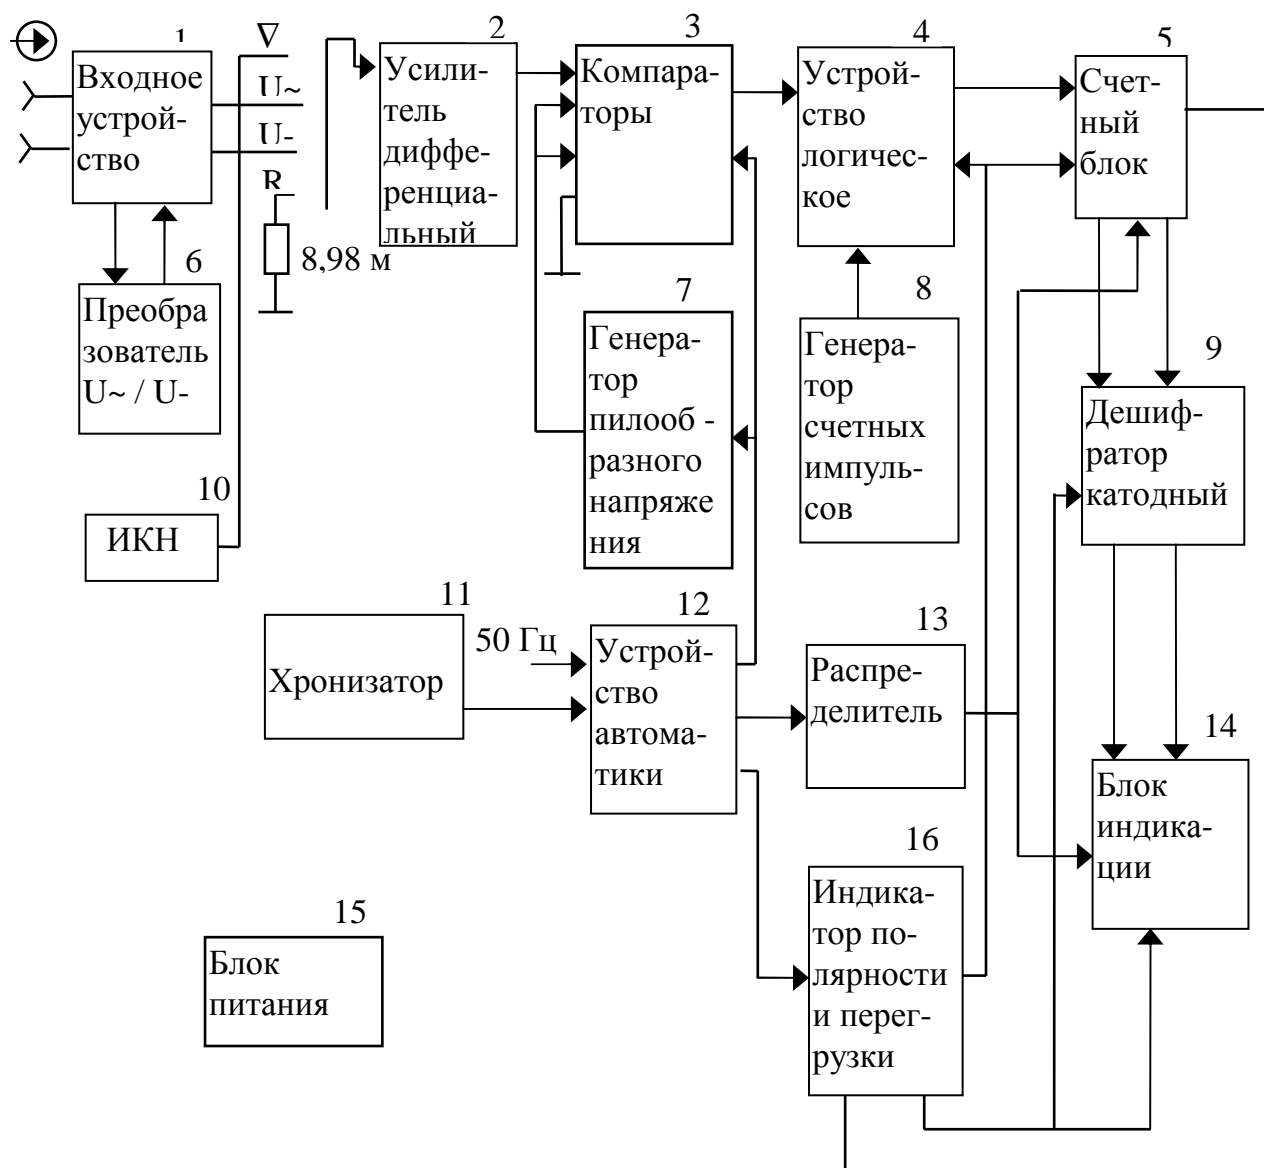 1
Входное
устрой-
ство
∇
U~
U-
R
8,98 м
2
Усили-
тель
диффе-
ренциа-
льный
3
Компара-
торы
4
Устрой-
ство
логичес-
кое
5
Счет-
ный
блок
6
Преобра
зователь
U~ / U-
7
Генера-
тор
пилооб -
разного
напряже
ния
8
Генера-
тор
счетных
импуль-
сов
9
Дешиф-
ратор
катодный
10
ИКН
11
Хронизатор
50 Гц
12
Устрой-
ство
автома-
тики
13
Распре-
делитель
14
Блок
индика-
ции
15
Блок
питания
16
Индика-
тор по-
лярности
и перег-
рузки